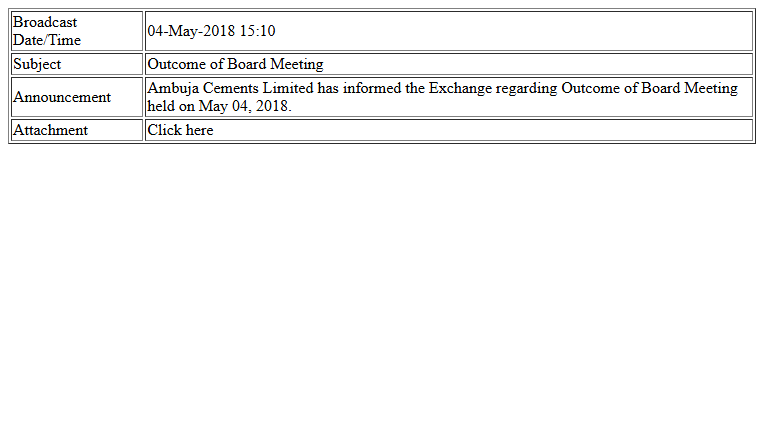 Broadcast
Date/Time
04-May-2018 15:10
Subject
Outcome of Board Meeting
Announcement
Ambuja Cements Limited has informed the Exchange regarding Outcome of Board Meeting
held on May 04, 2018.
Attachment
Click here